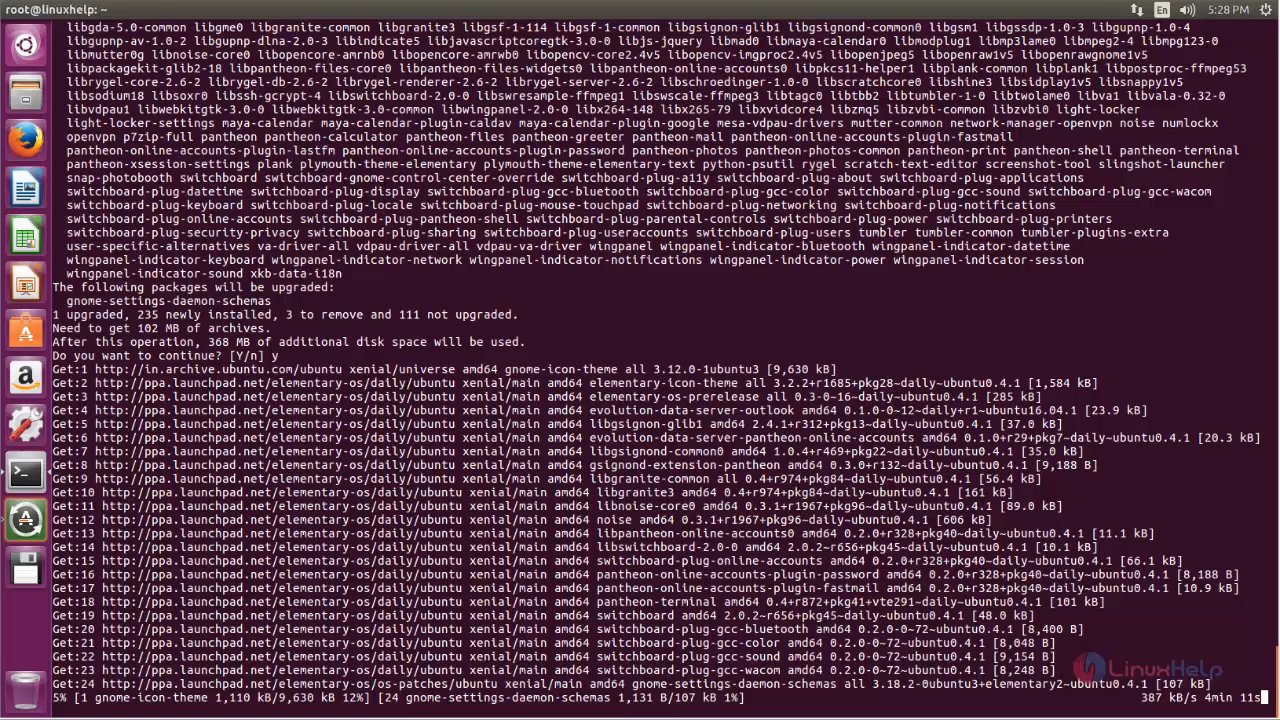 root@linuxhelp: ~
En
5:28 PM
libgda-5.0-common libgme0 libgranite-common libgranite3 libgsf-1-114 libgsf-1-common libgsignon-glib1 libgsignond-common libgsm1 libgssdp-1.0-3 libgupnp-1.0-4
libgupnp-av-1.0-2 libgupnp-dlna-2.0-3 libindicate5 libjavascriptcoregtk-3.0-0 libjs-jquery libmad0 libmaya-calendar0 libmodplug1 libmp3lame0 libmpeg2-4 libmpg123-0
libmutter0g libnoise-core0 libopencore-amrnb0 libopencore-amrwb0 libopencv-core2.4v5 libopencv-imgproc2.4v5 libopenjpeg5 libopenraw1v5 libopenrawgnome1v5
libpackagekit-glib2-18 libpantheon-files-core0 libpantheon-files-widgets0 libpantheon-online-accounts0 libpkcs11-helper1 libplank-common libplank1 libpostproc-ffmpeg53
librygel-core-2.6-2 librygel-db-2.6-2 librygel-renderer-2.6-2 librygel-server-2.6-2 libschroedinger-1.0-0 libscratchcore0 libshine3 libsidplay1v5 libsnappy1v5
libsodium18 libsoxr0 libssh-gcrypt-4 libswitchboard-2.0-0 libswresample-ffmpeg1 libswscale-ffmpeg3 libtagc0 libtbb2 libtumbler-1-0 libtwolame0 libva1 libvala-0.32-0
libvdpau1 libwebkitgtk-3.0-0 libwebkitgtk-3.0-common libwingpanel-2.0-0 libx264-148 libx265-79 libxvidcore4 libzmq5 libzvbi-common libzvbi0 light-locker
light-locker-settings maya-calendar maya-calendar-plugin-caldav maya-calendar-plugin-google mesa-vdpau-drivers mutter-common network-manager-openvpn noise numlockx
openvpn p7zip-full pantheon pantheon-calculator pantheon-files pantheon-greeter pantheon-mail pantheon-online-accounts-plugin-fastmail
pantheon-online-accounts-plugin-lastfm pantheon-online-accounts-plugin-password pantheon-photos pantheon-photos-common pantheon-print pantheon-shell pantheon-terminal
pantheon-xsession-settings plank plymouth-theme-elementary plymouth-theme-elementary-text python-psutil rygel scratch-text-editor screenshot-tool slingshot-launcher
snap-photobooth switchboard switchboard-gnome-control-center-override switchboard-plug-a11y switchboard-plug-about switchboard-plug-applications
switchboard-plug-datetime switchboard-plug-display switchboard-plug-gcc-bluetooth switchboard-plug-gcc-color switchboard-plug-gcc-sound switchboard-plug-gcc-wacom
switchboard-plug-keyboard switchboard-plug-locale switchboard-plug-mouse-touchpad switchboard-plug-networking switchboard-plug-notifications
switchboard-plug-online-accounts switchboard-plug-pantheon-shell switchboard-plug-parental-controls switchboard-plug-power switchboard-plug-printers
switchboard-plug-security-privacy switchboard-plug-sharing switchboard-plug-useraccounts switchboard-plug-users tumbler tumbler-common tumbler-plugins-extra
user-specific-alternatives va-driver-all vdpau-driver-all vdpau-va-driver wingpanel wingpanel-indicator-bluetooth wingpanel-indicator-datetime
wingpanel-indicator-keyboard wingpanel-indicator-network wingpanel-indicator-notifications wingpanel-indicator-power wingpanel-indicator-session
wingpanel-indicator-sound xkb-data-i18n
The following packages will be upgraded:
gnome-settings-daemon-schemas
1 upgraded, 235 newly installed, 3 to remove and 111 not upgraded.
Need to get 102 MB of archives.
After this operation, 368 MB of additional disk space will be used.
Do you want to continue? [Y/n] y
Get:1 http://in.archive.ubuntu.com/ubuntu xenial/universe amd64 gnome-icon-theme all 3.12.0-1ubuntu3 [9,630 kB]
Get:2 http://ppa.launchpad.net/elementary-os/daily/ubuntu xenial/main amd64 elementary-icon-theme all 3.2.2+r1685+pkg28~daily~ubuntu0.4.1 [1,584 kB]
Get:3 http://ppa.launchpad.net/elementary-os/daily/ubuntu xenial/main amd64 elementary-os-prerelease all 0.3-0~16~daily~ubuntu0.4.1 [285 kB]
Get:4 http://ppa.launchpad.net/elementary-os/daily/ubuntu xenial/main amd64 evolution-data-server-outlook amd64 0.1.0-0~12~daily+r1~ubuntu16.04.1 [23.9 kB]
Get:5 http://ppa.launchpad.net/elementary-os/daily/ubuntu xenial/main amd64 libgsignon-glib1 amd64 2.4.1+r312+pkg13~daily~ubuntu0.4.1 [37.0 kB]
Get:6 http://ppa.launchpad.net/elementary-os/daily/ubuntu xenial/main amd64 evolution-data-server-pantheon-online-accounts amd64 0.1.0+r29+pkg7~daily~ubuntu0.4.1 [20.3 kB]
Get:7 http://ppa.launchpad.net/elementary-os/daily/ubuntu xenial/main amd64 libgsignond-common0 amd64 1.0.4+r469+pkg22~daily~ubuntu0.4.1 [35.0 kB]
Get:8 http://ppa.launchpad.net/elementary-os/daily/ubuntu xenial/main amd64 gsignond-extension-pantheon amd64 0.3.0+r132~daily~ubuntu0.4.1 [9,188 B]
Get:9 http://ppa.launchpad.net/elementary-os/daily/ubuntu xenial/main amd64 libgranite-common all 0.4+r974+pkg84~daily~ubuntu0.4.1 [56.4 kB]
Get:10 http://ppa.launchpad.net/elementary-os/daily/ubuntu xenial/main amd64 libgranite3 amd64 0.4+r974+pkg84~daily~ubuntu0.4.1 [161 kB]
Get:11 http://ppa.launchpad.net/elementary-os/daily/ubuntu xenial/main amd64 libnoise-core0 amd64 0.3.1+r1967+pkg96~daily~ubuntu0.4.1 [89.0 kB]
Get:12 http://ppa.launchpad.net/elementary-os/daily/ubuntu xenial/main amd64 noise amd64 0.3.1+r1967+pkg96~daily~ubuntu0.4.1 [606 kB]
Get:13 http://ppa.launchpad.net/elementary-os/daily/ubuntu xenial/main amd64 libpantheon-online-accounts0 amd64 0.2.0+r328+pkg40~daily~ubuntu0.4.1 [11.1 kB]
Get:14 http://ppa.launchpad.net/elementary-os/daily/ubuntu xenial/main amd64 libswitchboard-2.0-0 amd64 2.0.2~r656+pkg45~daily~ubuntu0.4.1 [10.1 kB]
Get:15 http://ppa.launchpad.net/elementary-os/daily/ubuntu xenial/main amd64 switchboard-plug-online-accounts amd64 0.2.0+r328+pkg40~daily~ubuntu0.4.1 [66.1 kB]
Get:16 http://ppa.launchpad.net/elementary-os/daily/ubuntu xenial/main amd64 pantheon-online-accounts-plugin-password amd64 0.2.0+r328+pkg40~daily~ubuntu0.4.1 [8,188 B]
Get:17 http://ppa.launchpad.net/elementary-os/daily/ubuntu xenial/main amd64 pantheon-online-accounts-plugin-fastmail amd64 0.2.0+r328+pkg40~daily~ubuntu0.4.1 [10.9 kB]
Get:18 http://ppa.launchpad.net/elementary-os/daily/ubuntu xenial/main amd64 pantheon-terminal amd64 0.4+r872+pkg41+vte291~daily~ubuntu0.4.1 [101 kB]
Get:19 http://ppa.launchpad.net/elementary-os/daily/ubuntu xenial/main amd64 switchboard amd64 2.0.2~r656+pkg45~daily~ubuntu0.4.1 [48.0 kB]
Get:20 http://ppa.launchpad.net/elementary-os/daily/ubuntu xenial/main amd64 switchboard-plug-gcc-bluetooth amd64 0.2.0-0~72~ubuntu0.4.1 [8,400 B]
Get:21 http://ppa.launchpad.net/elementary-os/daily/ubuntu xenial/main amd64 switchboard-plug-gcc-color amd64 0.2.0-0~72~ubuntu0.4.1 [8,048 B]
Get:22 http://ppa.launchpad.net/elementary-os/daily/ubuntu xenial/main amd64 switchboard-plug-gcc-sound amd64 0.2.0-0~72~ubuntu0.4.1 [9,154 B]
Get:23 http://ppa.launchpad.net/elementary-os/daily/ubuntu xenial/main amd64 switchboard-plug-gcc-wacom amd64 0.2.0-0~72~ubuntu0.4.1 [8,248 B]
LinuxHelp
Get:24 http://ppa.launchpad.net/elementary-os/os-patches/ubuntu xenial/main amd64 gnome-settings-daemon-schemas all 3.18.2-0ubuntu3+elementary2~ubuntu0.4.1 [107 kB]
5% [1 gnome-icon-theme 1,110 kB/9,630 kB 12%] [24 gnome-settings-daemon-schemas 1,131 B/107 kB 1%] 387 kB/s 4min 11s